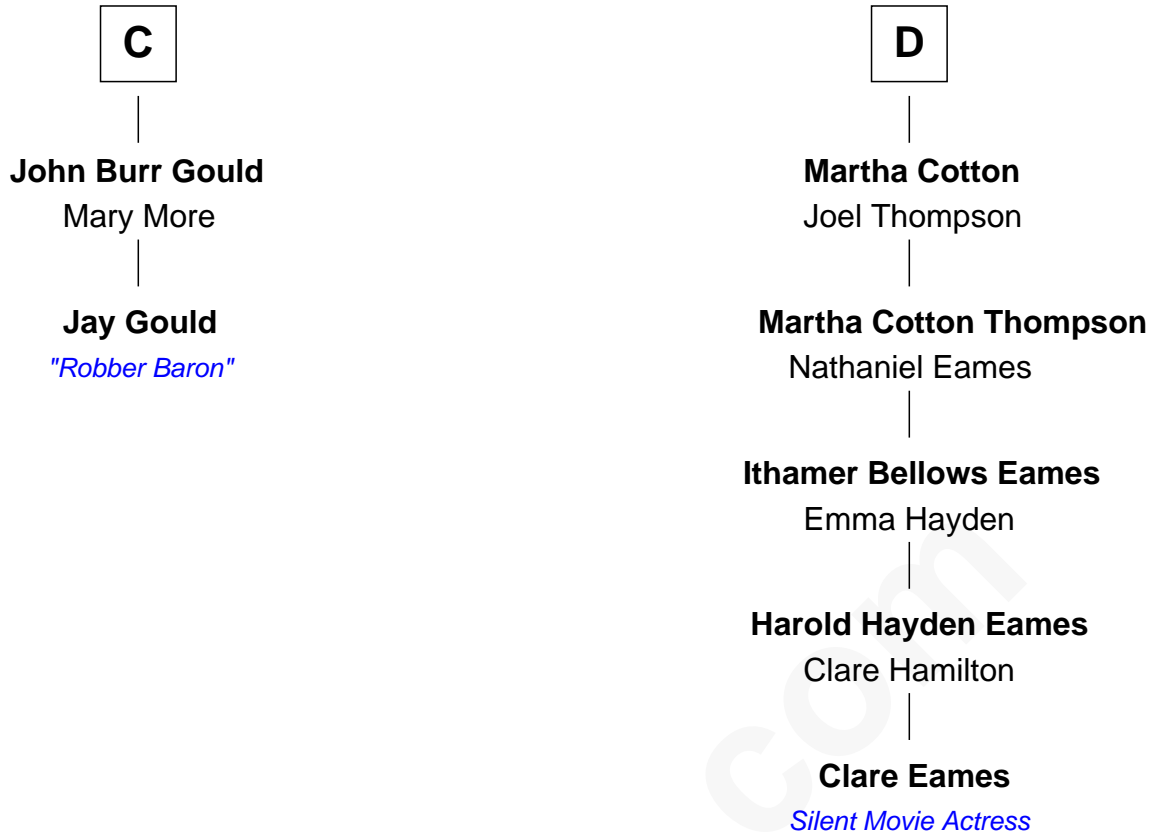 C
John Burr Gould
Mary More
Jay Gould
"Robber Baron"
D
Martha Cotton
Joel Thompson
Martha Cotton Thompson
Nathaniel Eames
Ithamer Bellows Eames
Emma Hayden
Harold Hayden Eames
Clare Hamilton
Clare Eames
Silent Movie Actress
com